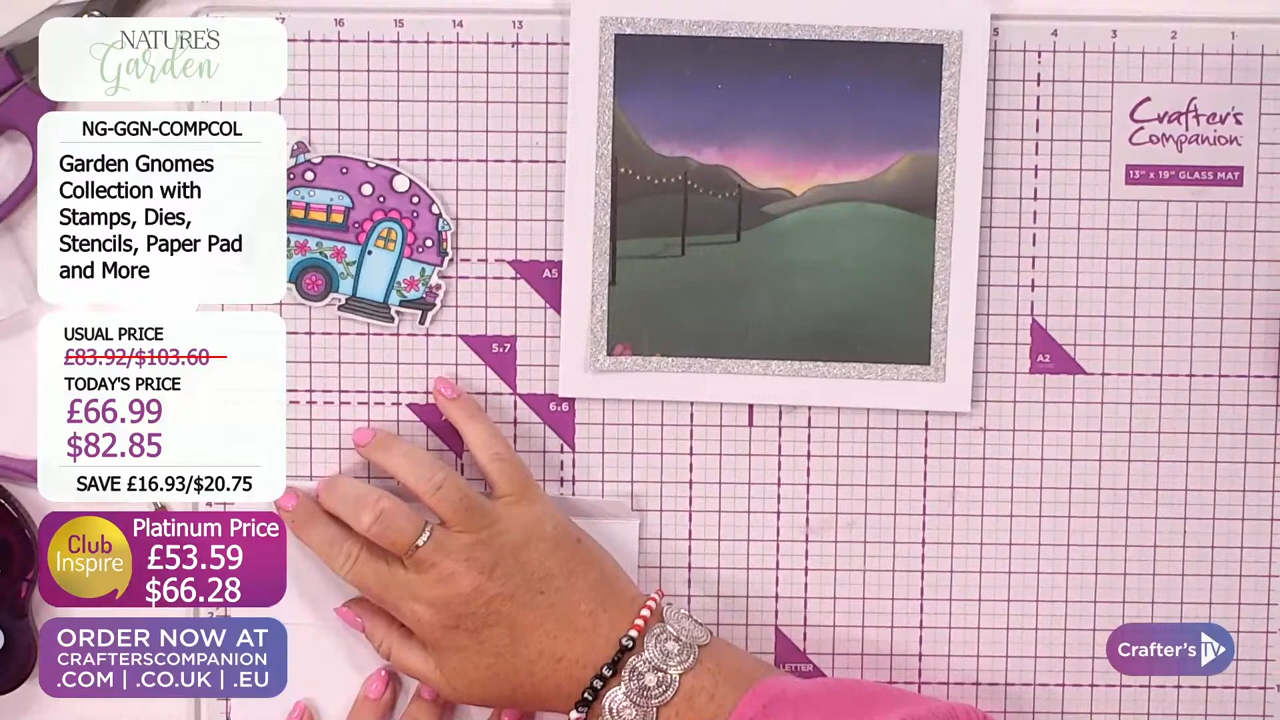 NATURE'S
Garden
NG-GGN-COMPCOL
Garden Gnomes
Collection with
Stamps, Dies,
Stencils, Paper Pad
and More
USUAL PRICE
£83.92/$103.60
TODAY'S PRICE
£66.99
$82.85
SAVE £16.93/$20.75
Club
Inspire
Platinum Price
£53.59
$66.28
ORDER NOW AT
CRAFTERSCOMPANION
.COM | .CO.UK | .EU
17 16 15 14 13
5 4 3 2 1
Crafter's
Companion
13" x 19" GLASS MAT
A5
5x7
6x6
A2
LETTER
Crafter's TV